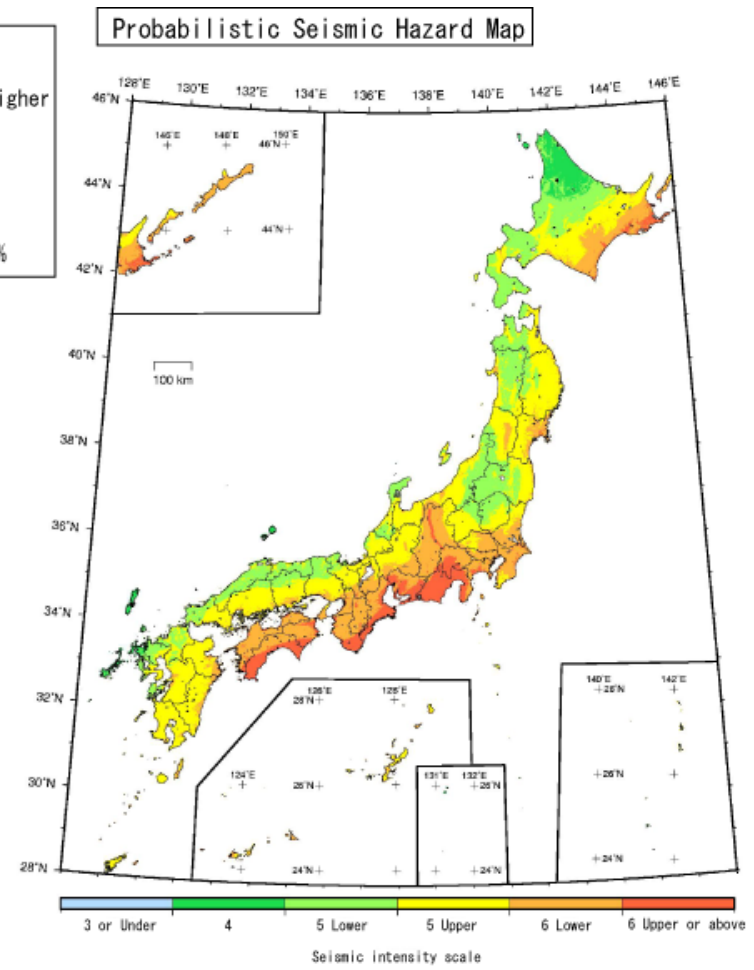 Probabilistic Seismic Hazard Map
igher
%
128°E 130°E 132°E 134°E 136°E 138°E 140°E 142°E 144°E 146°E
46°N
146°E 148°E 150°E
46°N
44°N
44°N
42°N
40°N
100 km
38°N
36°N
34°N
32°N
126°E 128°E
28°N
140°E 142°E
28°N
30°N
124°E
26°N
131°E 132°E
26°N
26°N
28°N
24°N
24°N
24°N
3 or Under 4 5 Lower 5 Upper 6 Lower 6 Upper or above
Seismic intensity scale